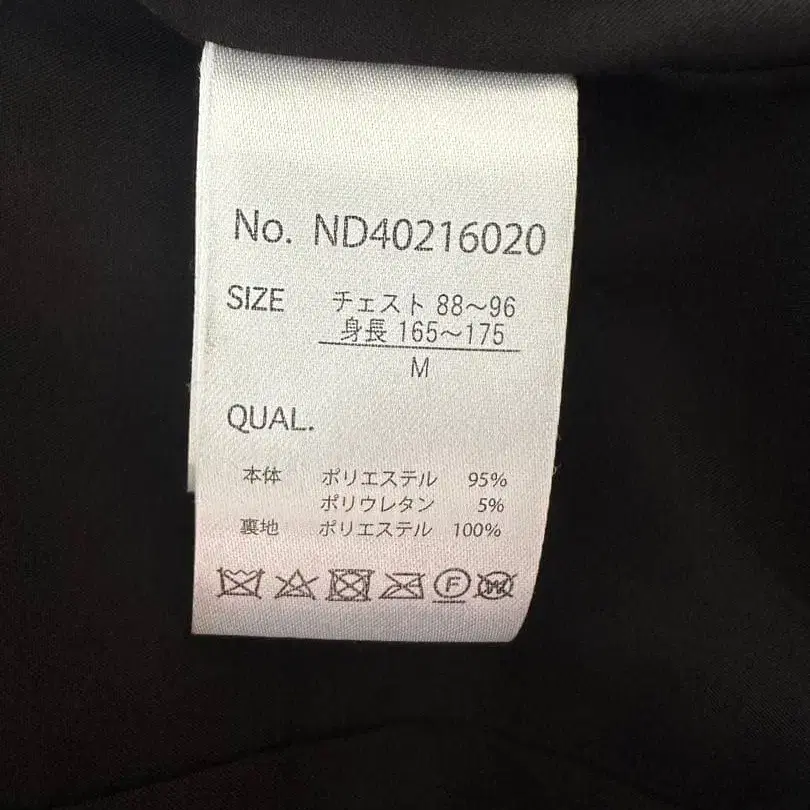 No. ND40216020
SIZE チェスト 88～96
身長 165～175
M
QUAL.
本体 ポリエステル 95%
ポリウレタン 5%
裏地 ポリエステル 100%
F W